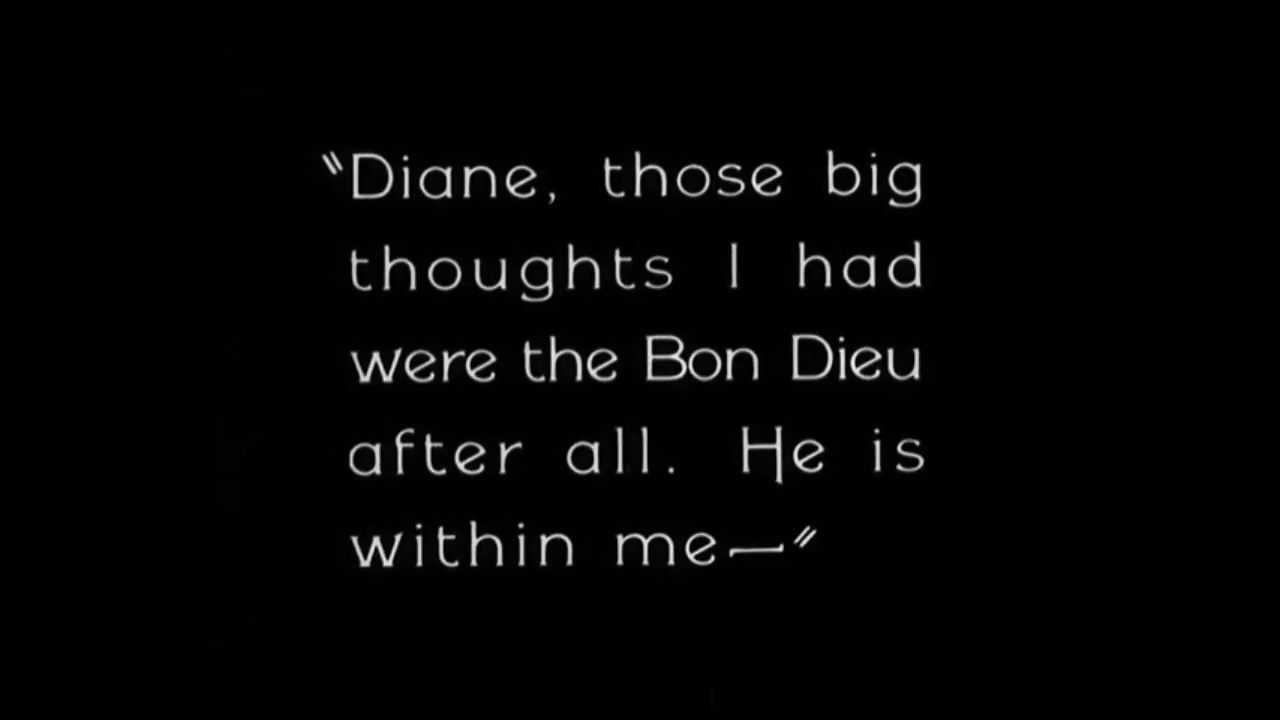 "Diane, those big
thoughts I had
were the Bon Dieu
after all. He is
within me—"